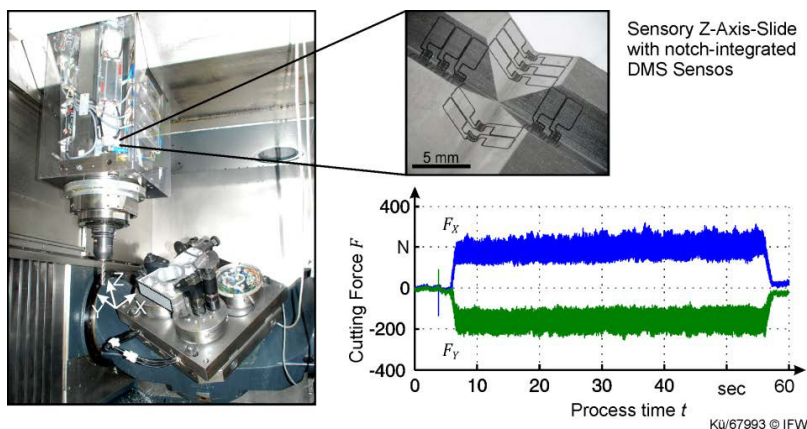 Sensory Z-Axis-Slide
with notch-integrated
DMS Sensos
5 mm
Z
Y
X
Cutting Force F
400
N
0
-200
-400
F_X
F_Y
0
10
20
30
40
sec
60
Process time t
Kü/67993 © IFW